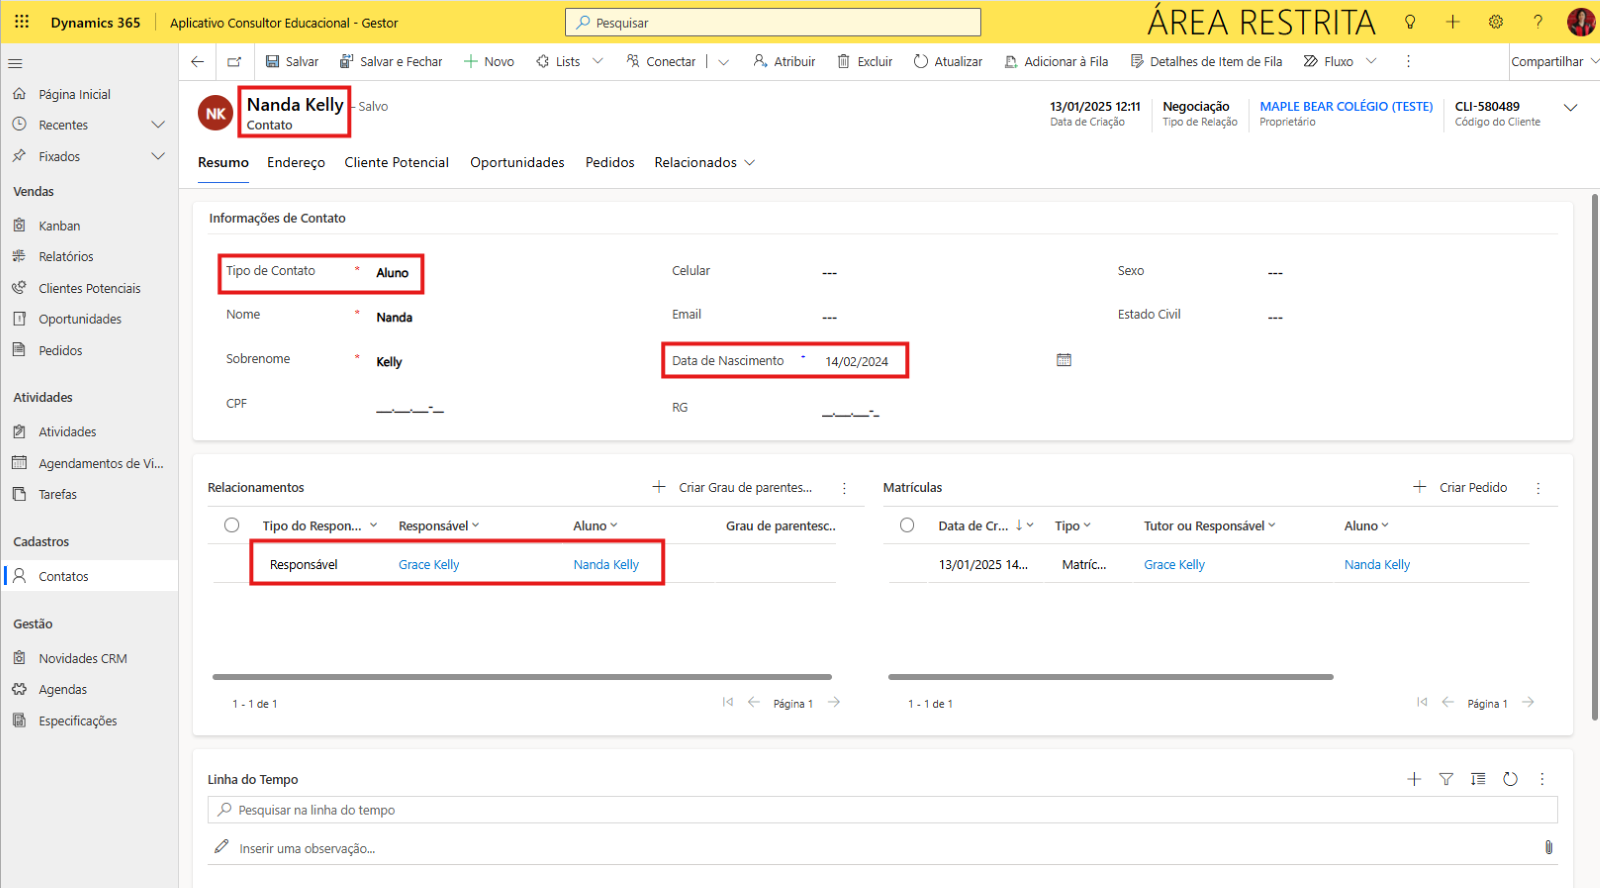 Dynamics 365
Aplicativo Consultor Educacional - Gestor
Pesquisar
ÁREA RESTRITA
Salvar
Salvar e Fechar
Novo
Lists
Conectar
Atribuir
Excluir
Atualizar
Adicionar à Fila
Detalhes de Item de Fila
Fluxo
Compartilhar
Página Inicial
Recentes
Fixados
Vendas
Kanban
Relatórios
Clientes Potenciais
Oportunidades
Pedidos
Atividades
Atividades
Agendamentos de Vi...
Tarefas
Cadastros
Contatos
Gestão
Novidades CRM
Agendas
Especificações
NK
Nanda Kelly - Salvo
Contato
13/01/2025 12:11
Data de Criação
Negociação
Tipo de Relação
MAPLE BEAR COLÉGIO (TESTE)
Proprietário
CLI-580489
Código do Cliente
Resumo
Endereço
Cliente Potencial
Oportunidades
Pedidos
Relacionados
Informações de Contato
Tipo de Contato * Aluno
Nome * Nanda
Sobrenome * Kelly
CPF __.__.__-__
Celular ---
Email ---
Data de Nascimento 14/02/2024
RG __.__.__-_
Sexo ---
Estado Civil ---
Relacionamentos
Criar Grau de parentes...
Tipo do Respon... Responsável Aluno Grau de parentesc..
Responsável Grace Kelly Nanda Kelly
1 - 1 de 1
Página 1
Matrículas
Criar Pedido
Data de Cr... Tipo Tutor ou Responsável Aluno
13/01/2025 14... Matríc... Grace Kelly Nanda Kelly
1 - 1 de 1
Página 1
Linha do Tempo
Pesquisar na linha do tempo
Inserir uma observação...